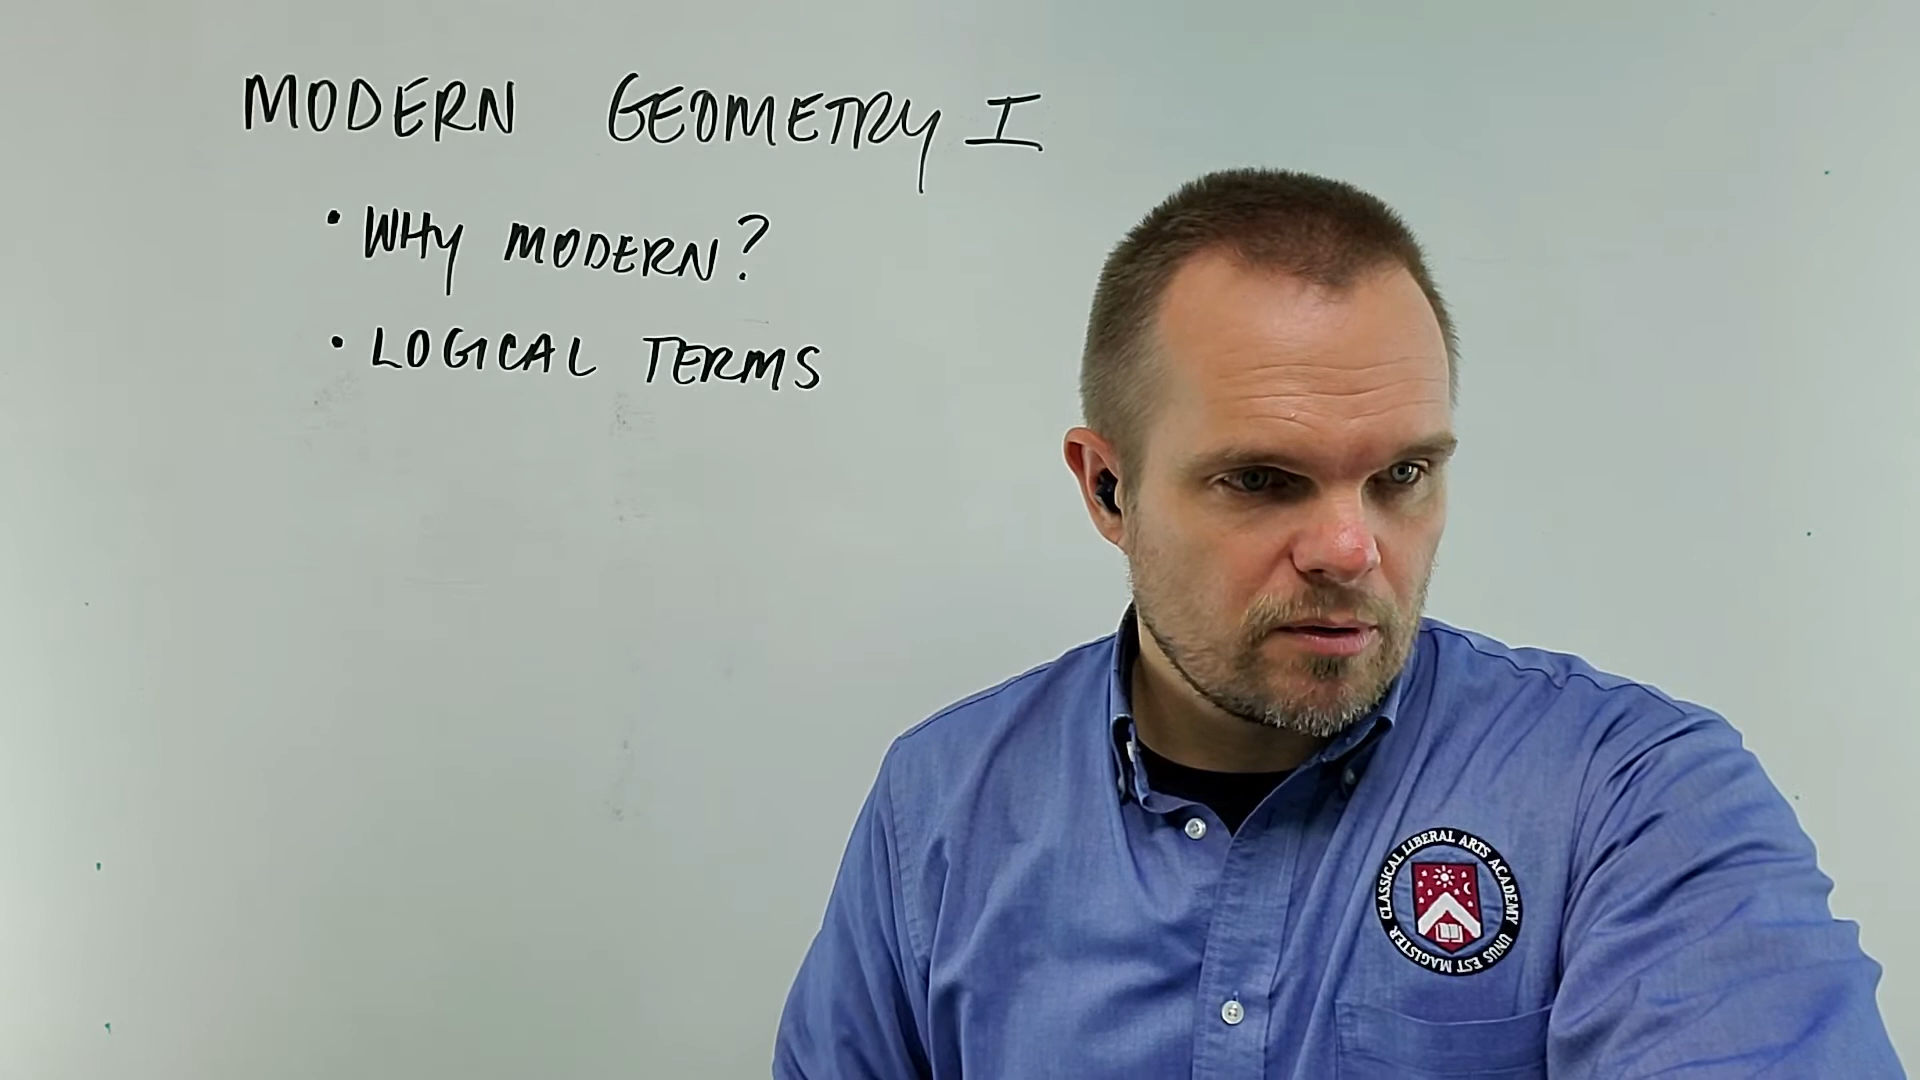 MODERN GEOMETRY I
• WHY MODERN?
• LOGICAL TERMS
CLASSICAL LIBERAL ARTS ACADEMY
UNUS EST MAGISTER